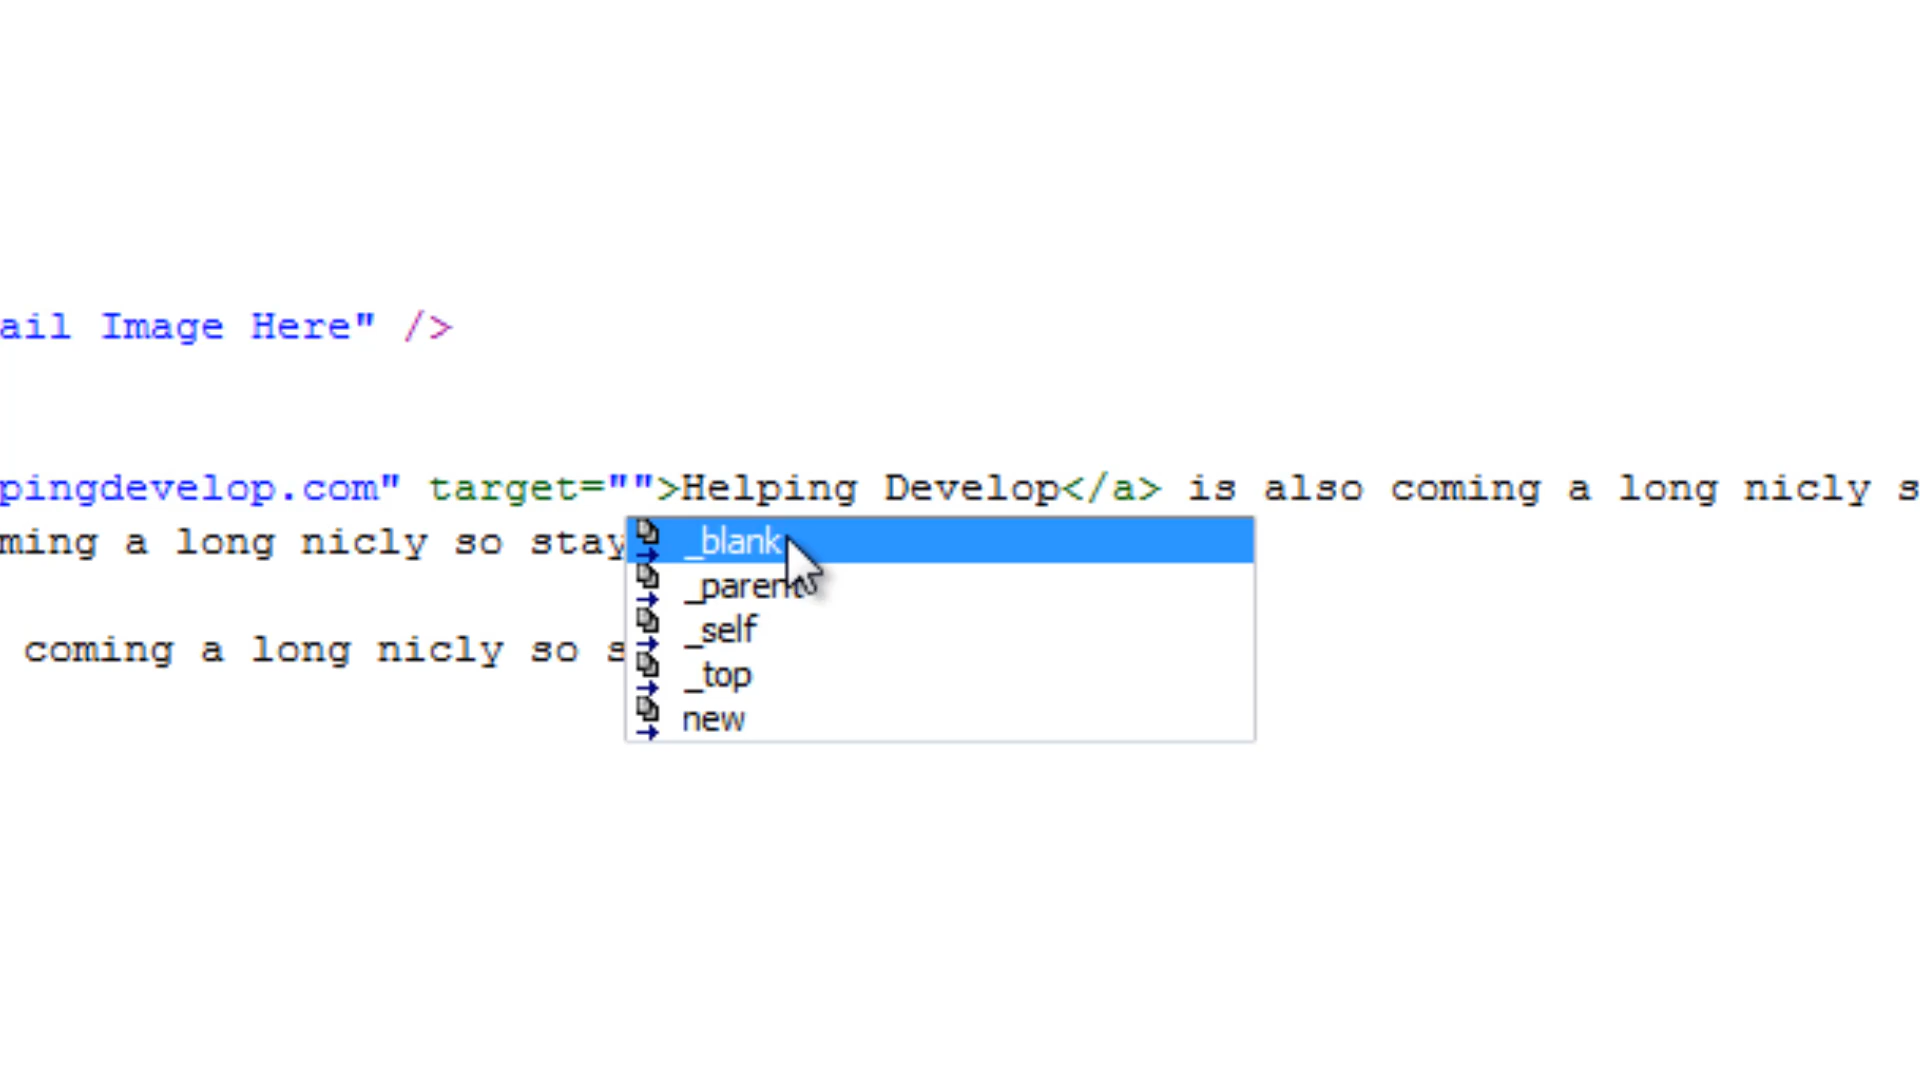 ail Image Here" />
pingdevelop.com" target="">Helping Develop</a> is also coming a long nicly s
ming a long nicly so stay
_blank
_parent
_self
coming a long nicly so s
_top
new